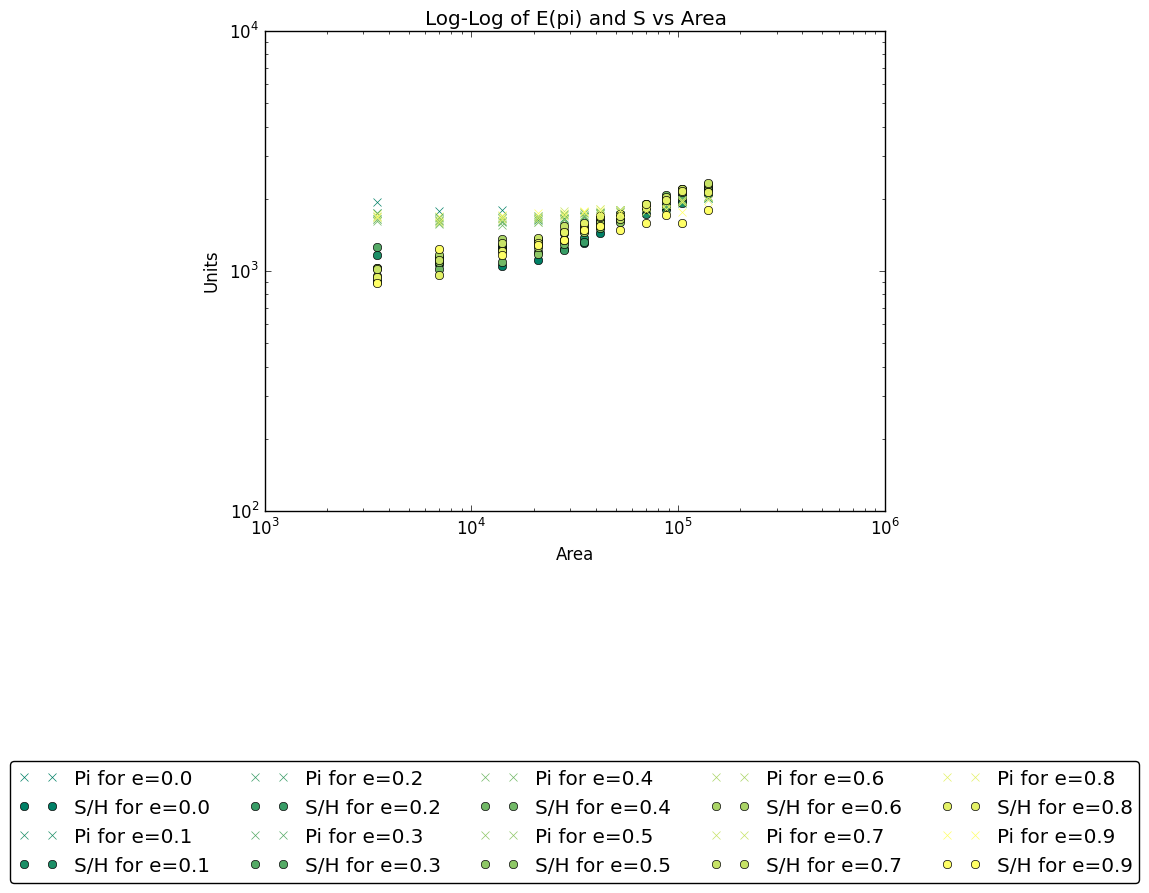 Log-Log of E(pi) and S vs Area
10^4
10^3
10^2
Units
10^3 10^4 10^5 10^6
Area
Pi for e=0.0 Pi for e=0.2 Pi for e=0.4 Pi for e=0.6 Pi for e=0.8
S/H for e=0.0 S/H for e=0.2 S/H for e=0.4 S/H for e=0.6 S/H for e=0.8
Pi for e=0.1 Pi for e=0.3 Pi for e=0.5 Pi for e=0.7 Pi for e=0.9
S/H for e=0.1 S/H for e=0.3 S/H for e=0.5 S/H for e=0.7 S/H for e=0.9